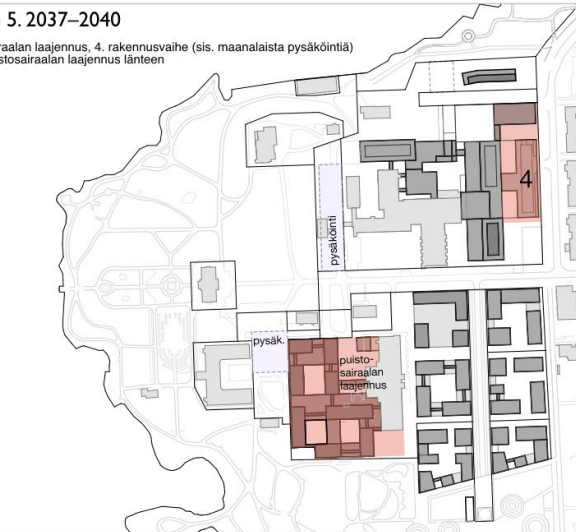 5. 2037–2040
raalan laajennus, 4. rakennusvaihe (sis. maanalaista pysäköintiä)
stosairaalan laajennus länteen
4
pysäköinti
pysäk.
puisto-
sairaalan
laajennus